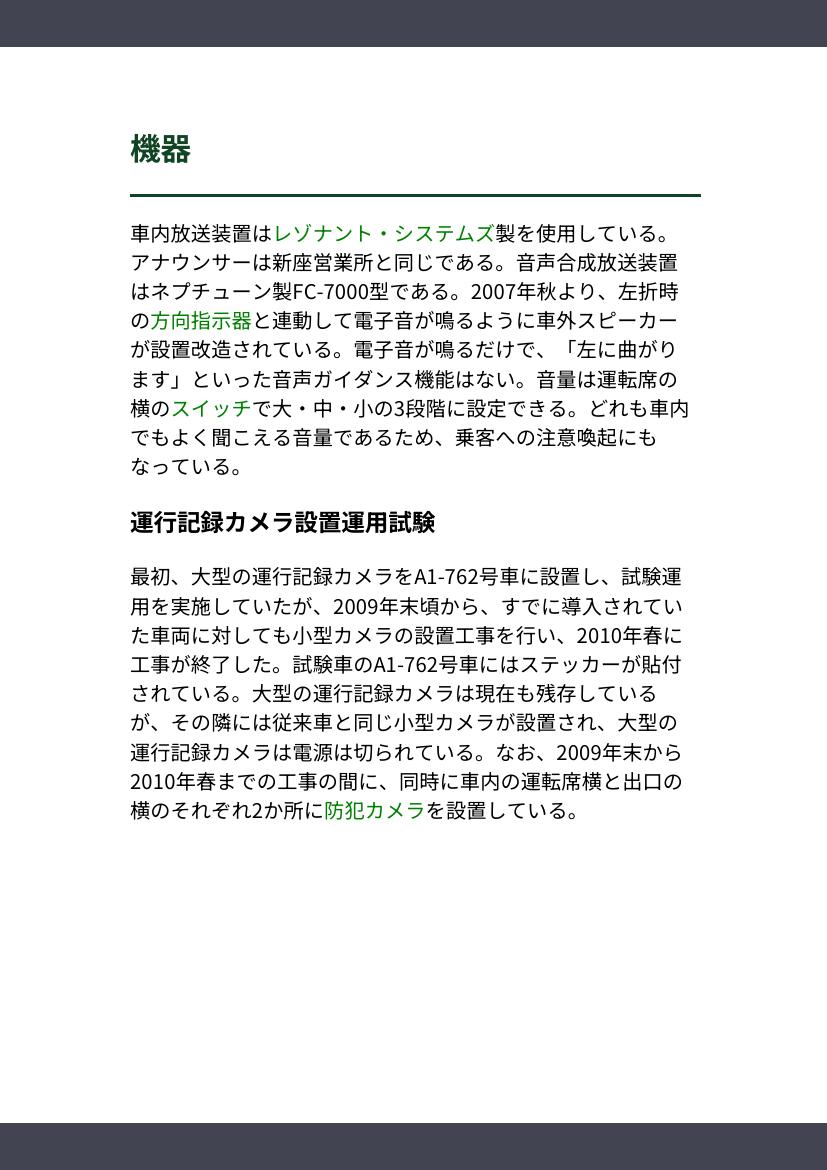 機器
車内放送装置はレゾナント・システムズ製を使用している。
アナウンサーは新座営業所と同じである。音声合成放送装置
はネプチューン製FC-7000型である。2007年秋より、左折時
の方向指示器と連動して電子音が鳴るように車外スピーカー
が設置改造されている。電子音が鳴るだけで、「左に曲がり
ます」といった音声ガイダンス機能はない。音量は運転席の
横のスイッチで大・中・小の3段階に設定できる。どれも車内
でもよく聞こえる音量であるため、乗客への注意喚起にも
なっている。
運行記録カメラ設置運用試験
最初、大型の運行記録カメラをA1-762号車に設置し、試験運
用を実施していたが、2009年末頃から、すでに導入されてい
た車両に対しても小型カメラの設置工事を行い、2010年春に
工事が終了した。試験車のA1-762号車にはステッカーが貼付
されている。大型の運行記録カメラは現在も残存している
が、その隣には従来車と同じ小型カメラが設置され、大型の
運行記録カメラは電源は切られている。なお、2009年末から
2010年春までの工事の間に、同時に車内の運転席横と出口の
横のそれぞれ2か所に防犯カメラを設置している。